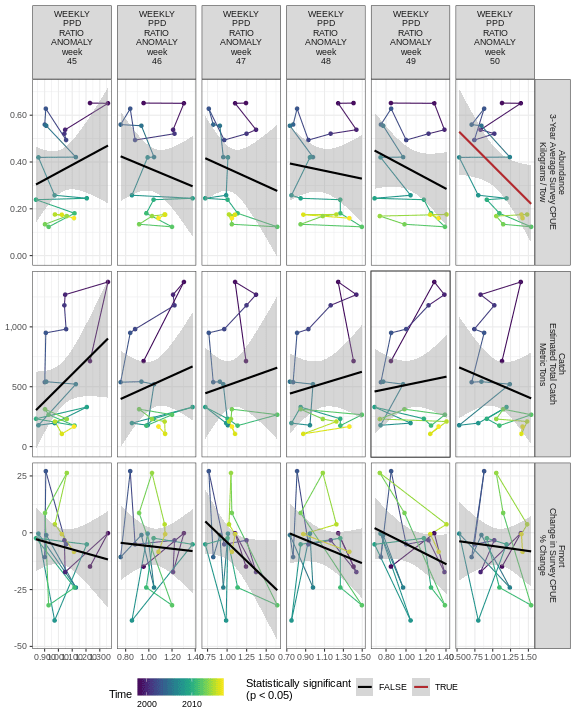 WEEKLY
PPD
RATIO
ANOMALY
week
45
WEEKLY
PPD
RATIO
ANOMALY
week
46
WEEKLY
PPD
RATIO
ANOMALY
week
47
WEEKLY
PPD
RATIO
ANOMALY
week
48
WEEKLY
PPD
RATIO
ANOMALY
week
49
WEEKLY
PPD
RATIO
ANOMALY
week
50
0.60
0.40
0.20
0.00
Abundance
3-Year Average Survey CPUE
Kilograms / Tow
1,000
500
0
Catch
Estimated Total Catch
Metric Tons
25
0
-25
-50
Fmort
Change in Survey CPUE
% Change
0.80 1.00 1.20 1.40
0.75 1.00 1.25 1.50
0.70 0.90 1.10 1.30 1.50
0.80 1.00 1.20 1.40
0.50 0.75 1.00 1.25 1.50
Time
2000 2010
Statistically significant
(p < 0.05)
FALSE TRUE